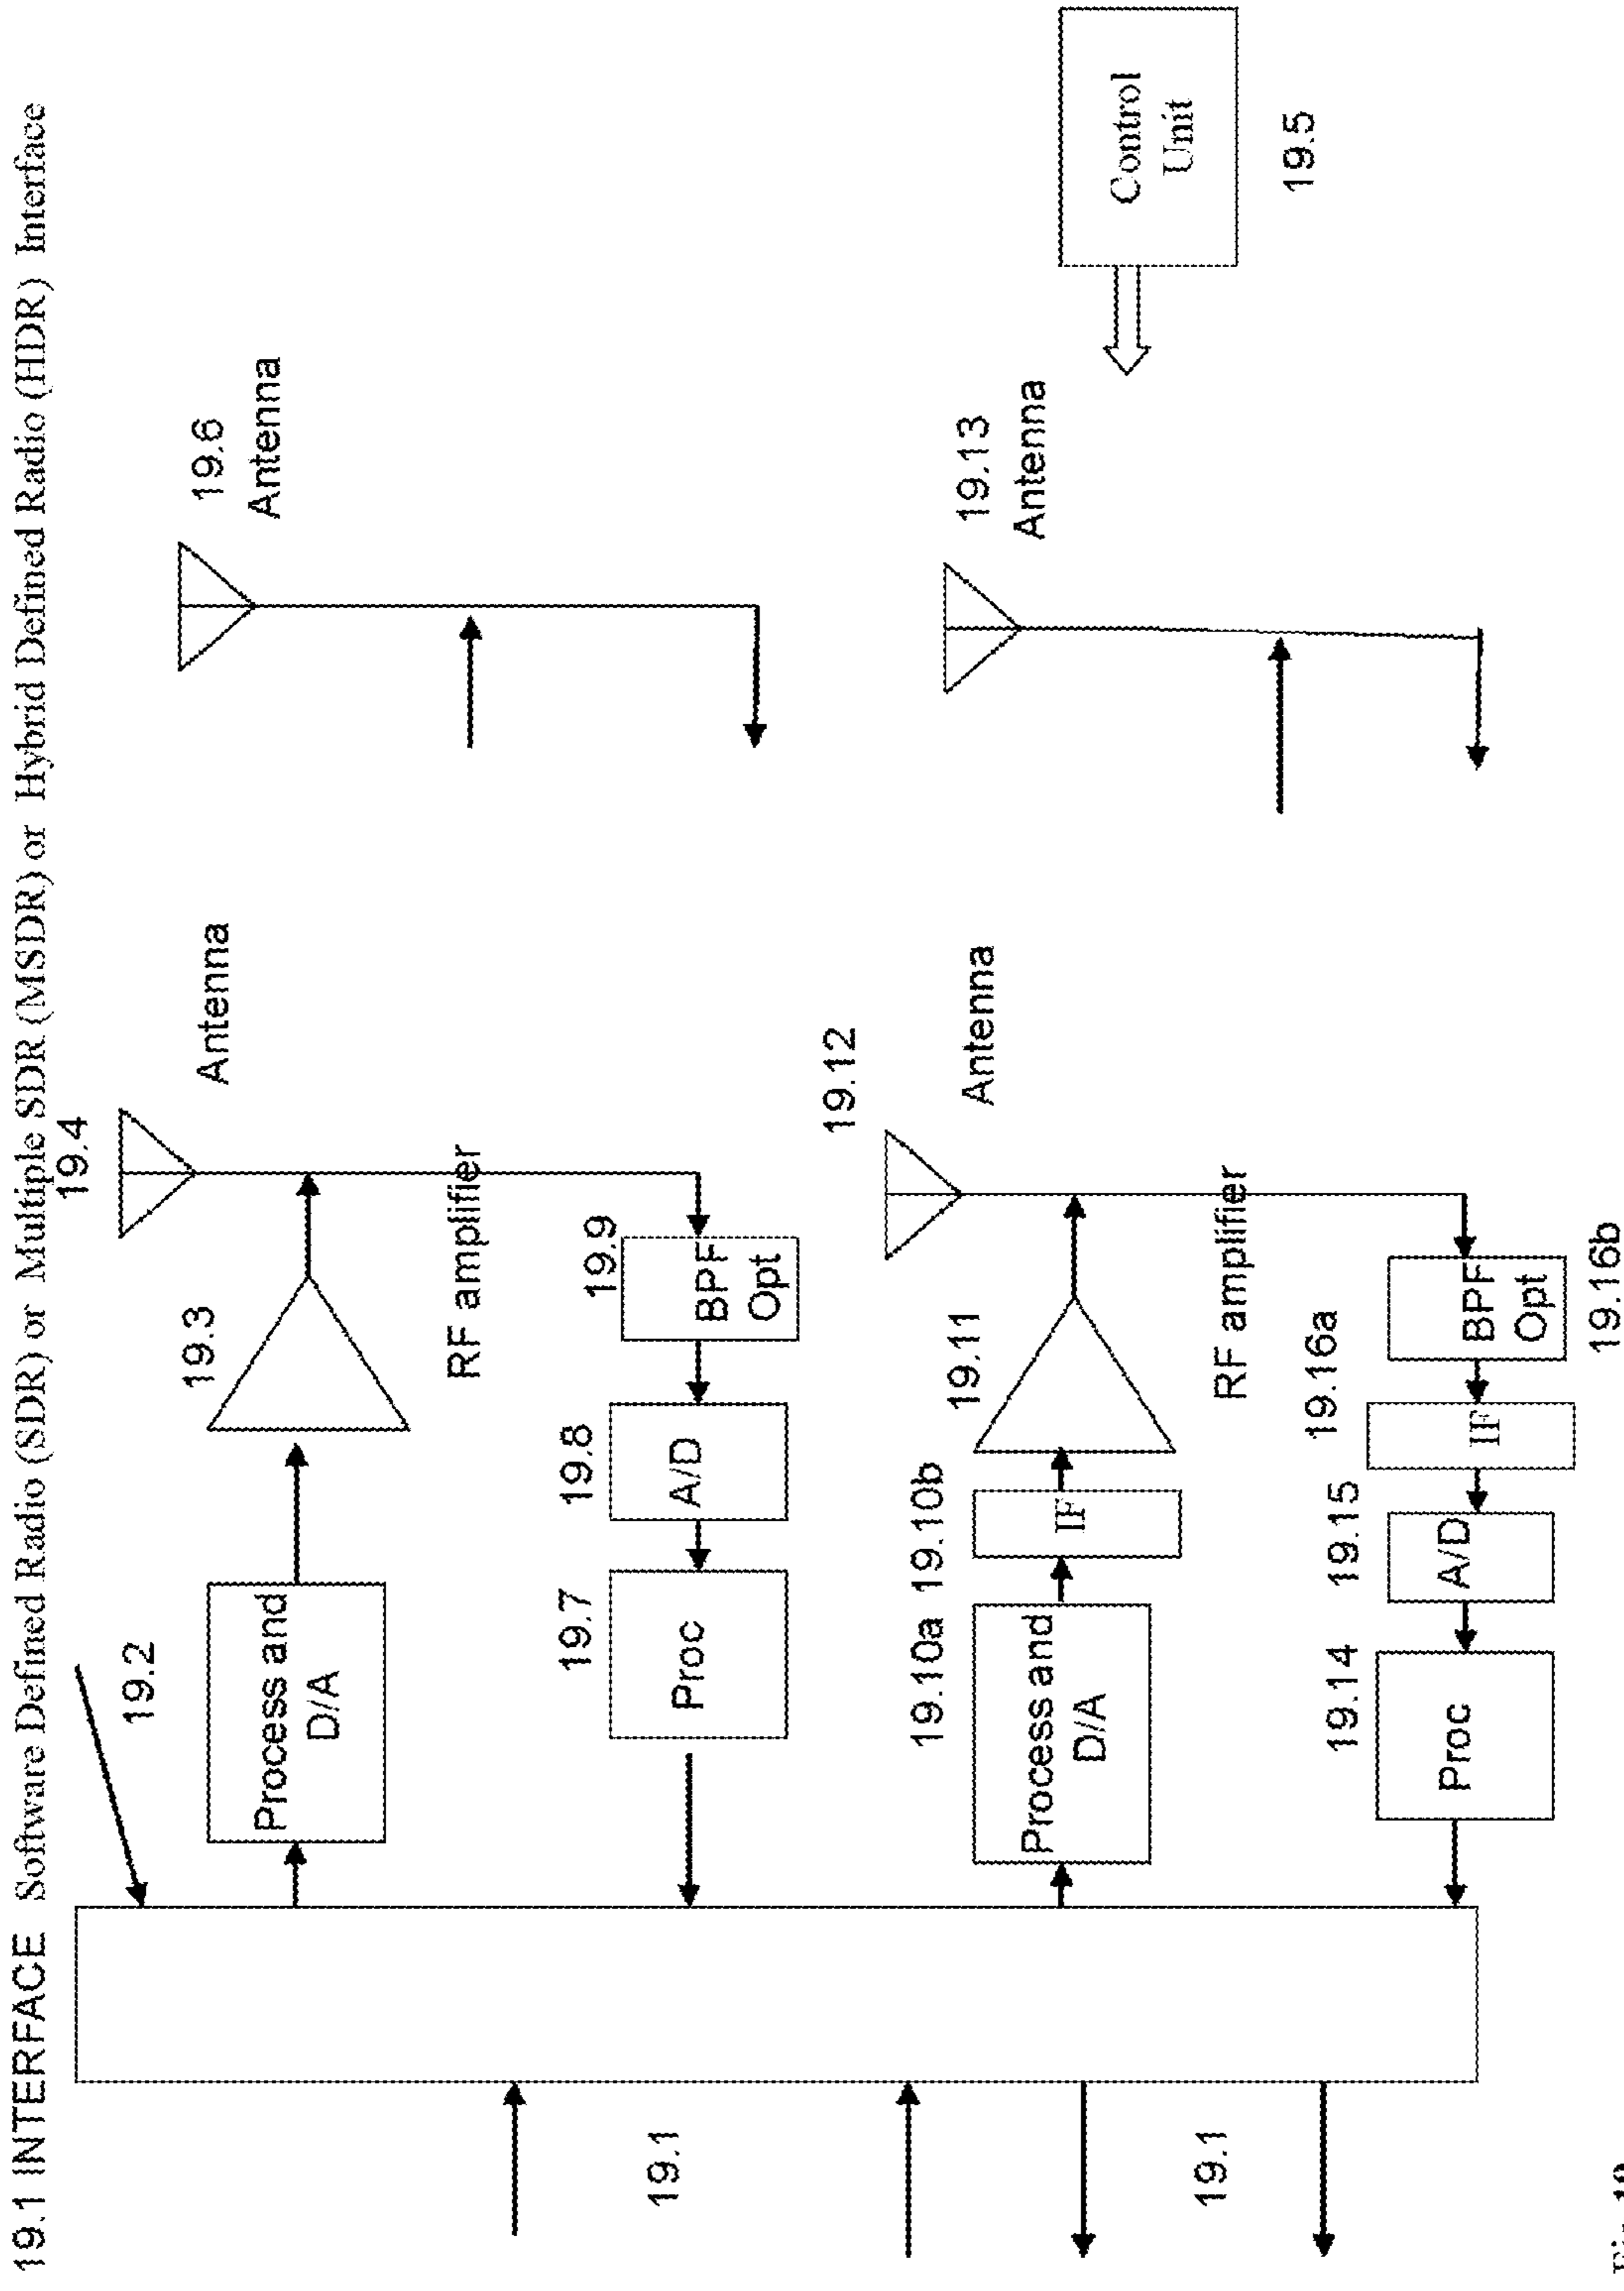 19.1 INTERFACE Software Defined Radio (SDR) or Multiple SDR (MSDR) or Hybrid Defined Radio (HDR) Interface
19.2
19.4
Antenna
19.6
Antenna
19.3
Process and
D/A
RF amplifier
19.7
19.8
19.9
Proc
A/D
BPF
Opt
19.1
19.12
Antenna
19.13
Antenna
19.10a
19.10b
19.11
Process and
D/A
IF
RF amplifier
Control
Unit
19.5
19.1
19.14
19.15
19.16a
Proc
A/D
IF
BPF
Opt
19.16b
Fig. 19